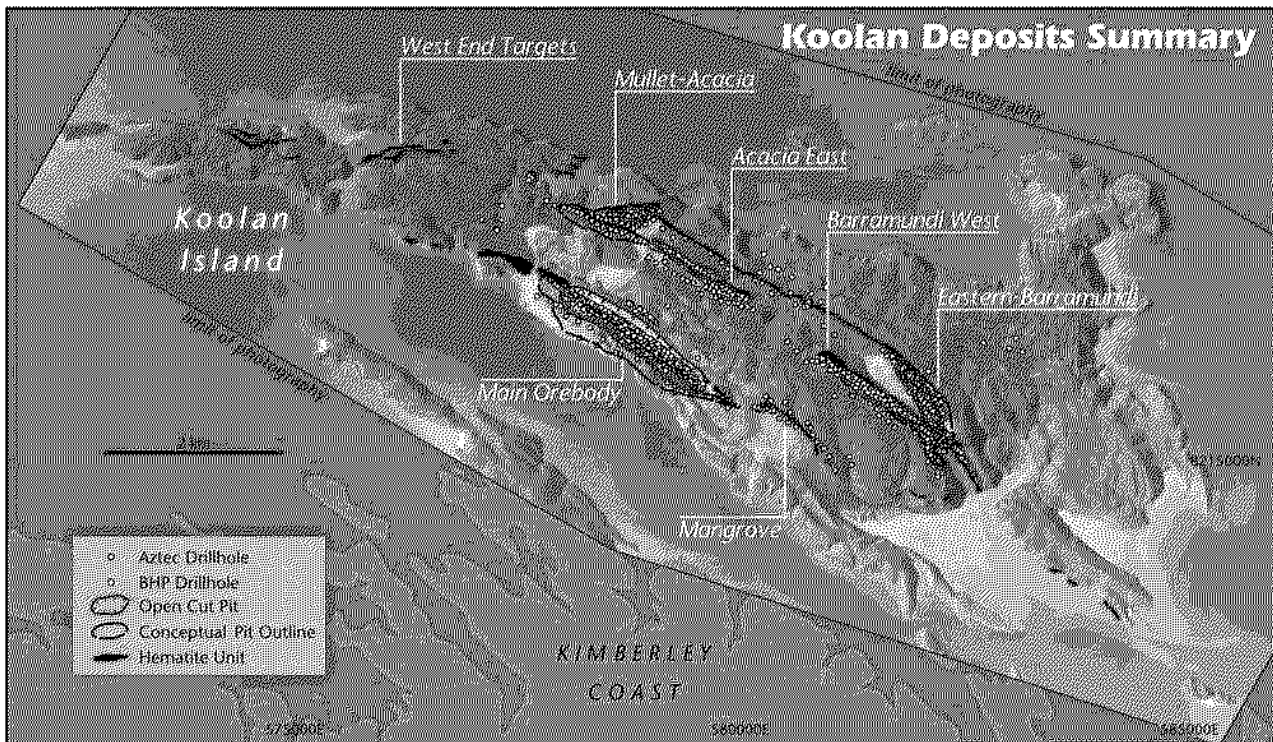 Koolan Deposits Summary
West End Targets
limit of photography
Mullet-Acacia
Acacia East
Koolan
Island
Barramundi West
Eastern-Barramundi
limit of photography
Main Orebody
2km
8215000N
Mangrove
Aztec Drillhole
BHP Drillhole
Open Cut Pit
Conceptual Pit Outline
Hematite Unit
KIMBERLEY
COAST
575000E
580000E
585000E